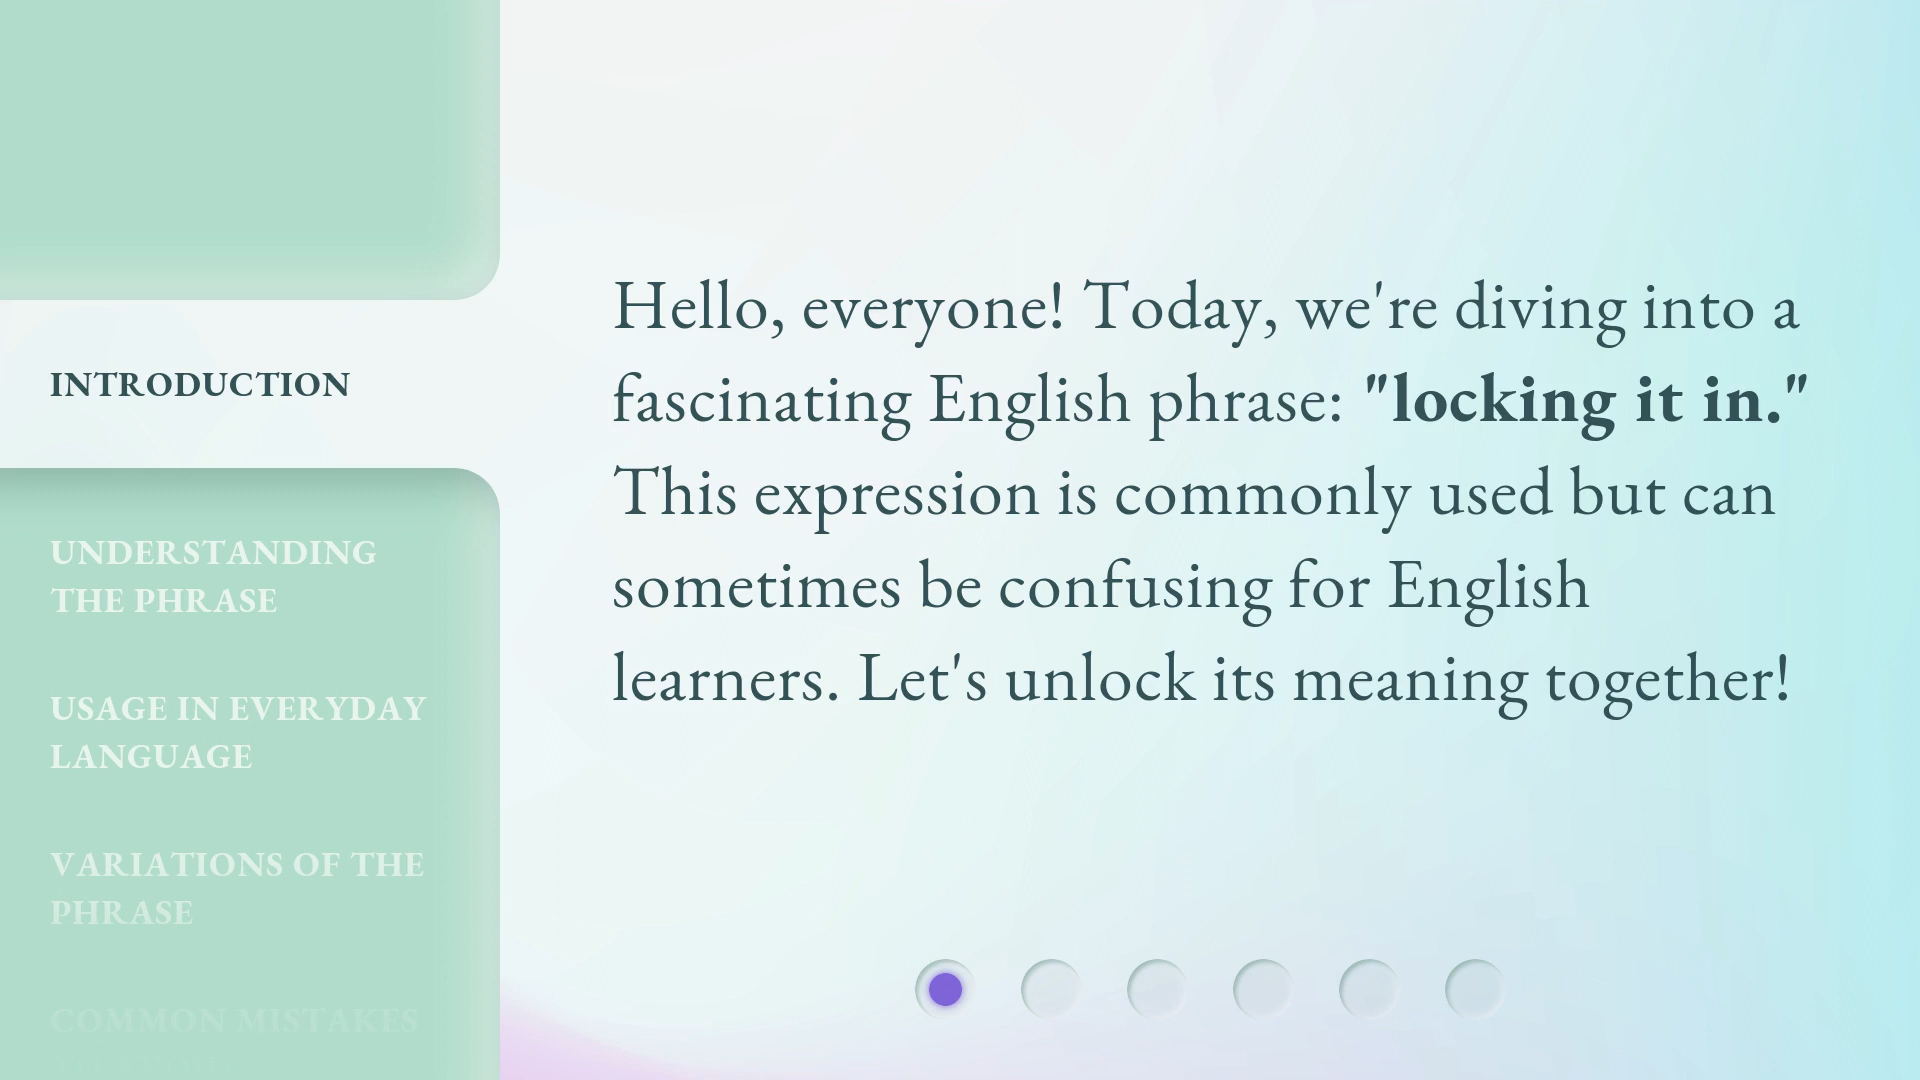 INTRODUCTION
UNDERSTANDING
THE PHRASE
USAGE IN EVERYDAY
LANGUAGE
VARIATIONS OF THE
PHRASE
COMMON MISTAKES
Hello, everyone! Today, we're diving into a
fascinating English phrase: "locking it in."
This expression is commonly used but can
sometimes be confusing for English
learners. Let's unlock its meaning together!